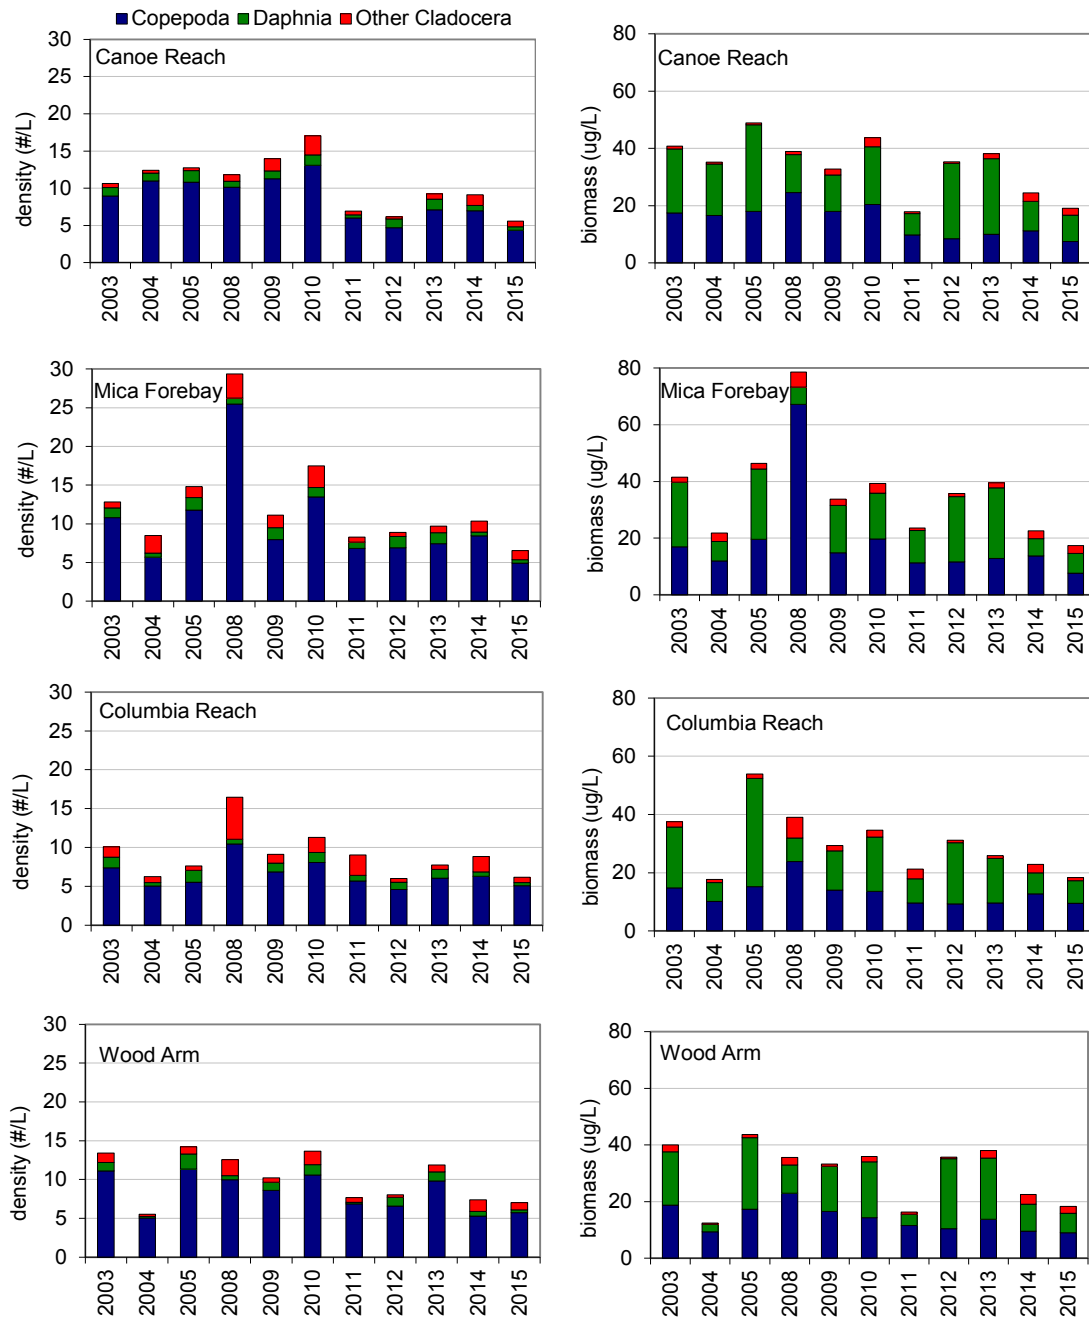 Copepoda Daphnia Other Cladocera
30
25
20
15
10
5
0
density (#/L)
Canoe Reach
2003 2004 2005 2008 2009 2010 2011 2012 2013 2014 2015
80
60
40
20
0
biomass (ug/L)
Canoe Reach
2003 2004 2005 2008 2009 2010 2011 2012 2013 2014 2015
30
25
20
15
10
5
0
density (#/L)
Mica Forebay
2003 2004 2005 2008 2009 2010 2011 2012 2013 2014 2015
80
60
40
20
0
biomass (ug/L)
Mica Forebay
2003 2004 2005 2008 2009 2010 2011 2012 2013 2014 2015
30
25
20
15
10
5
0
density (#/L)
Columbia Reach
2003 2004 2005 2008 2009 2010 2011 2012 2013 2014 2015
80
60
40
20
0
biomass (ug/L)
Columbia Reach
2003 2004 2005 2008 2009 2010 2011 2012 2013 2014 2015
30
25
20
15
10
5
0
density (#/L)
Wood Arm
2003 2004 2005 2008 2009 2010 2011 2012 2013 2014 2015
80
60
40
20
0
biomass (ug/L)
Wood Arm
2003 2004 2005 2008 2009 2010 2011 2012 2013 2014 2015